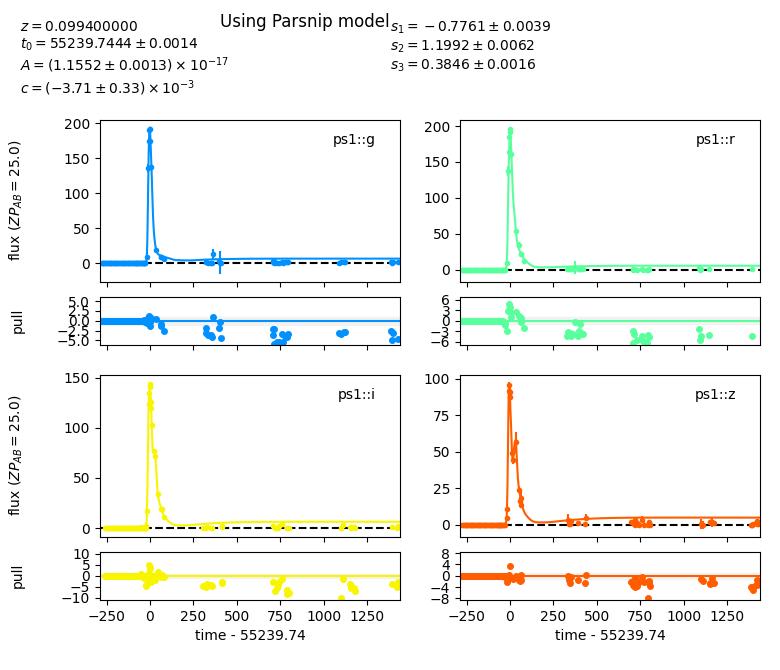 Using Parsnip model
z = 0.099400000
t₀ = 55239.7444 ± 0.0014
A = (1.1552 ± 0.0013) × 10⁻¹⁷
c = (−3.71 ± 0.33) × 10⁻³
s₁ = −0.7761 ± 0.0039
s₂ = 1.1992 ± 0.0062
s₃ = 0.3846 ± 0.0016
flux (ZP_AB = 25.0)
200
150
100
50
0
ps1::g
200
150
100
50
0
ps1::r
pull
5.0
2.5
0.0
−2.5
−5.0
6
3
0
−3
−6
flux (ZP_AB = 25.0)
150
100
50
0
ps1::i
100
75
50
25
0
ps1::z
pull
10
5
0
−5
−10
8
4
0
−4
−8
−250 0 250 500 750 1000 1250
−250 0 250 500 750 1000 1250
time - 55239.74
time - 55239.74